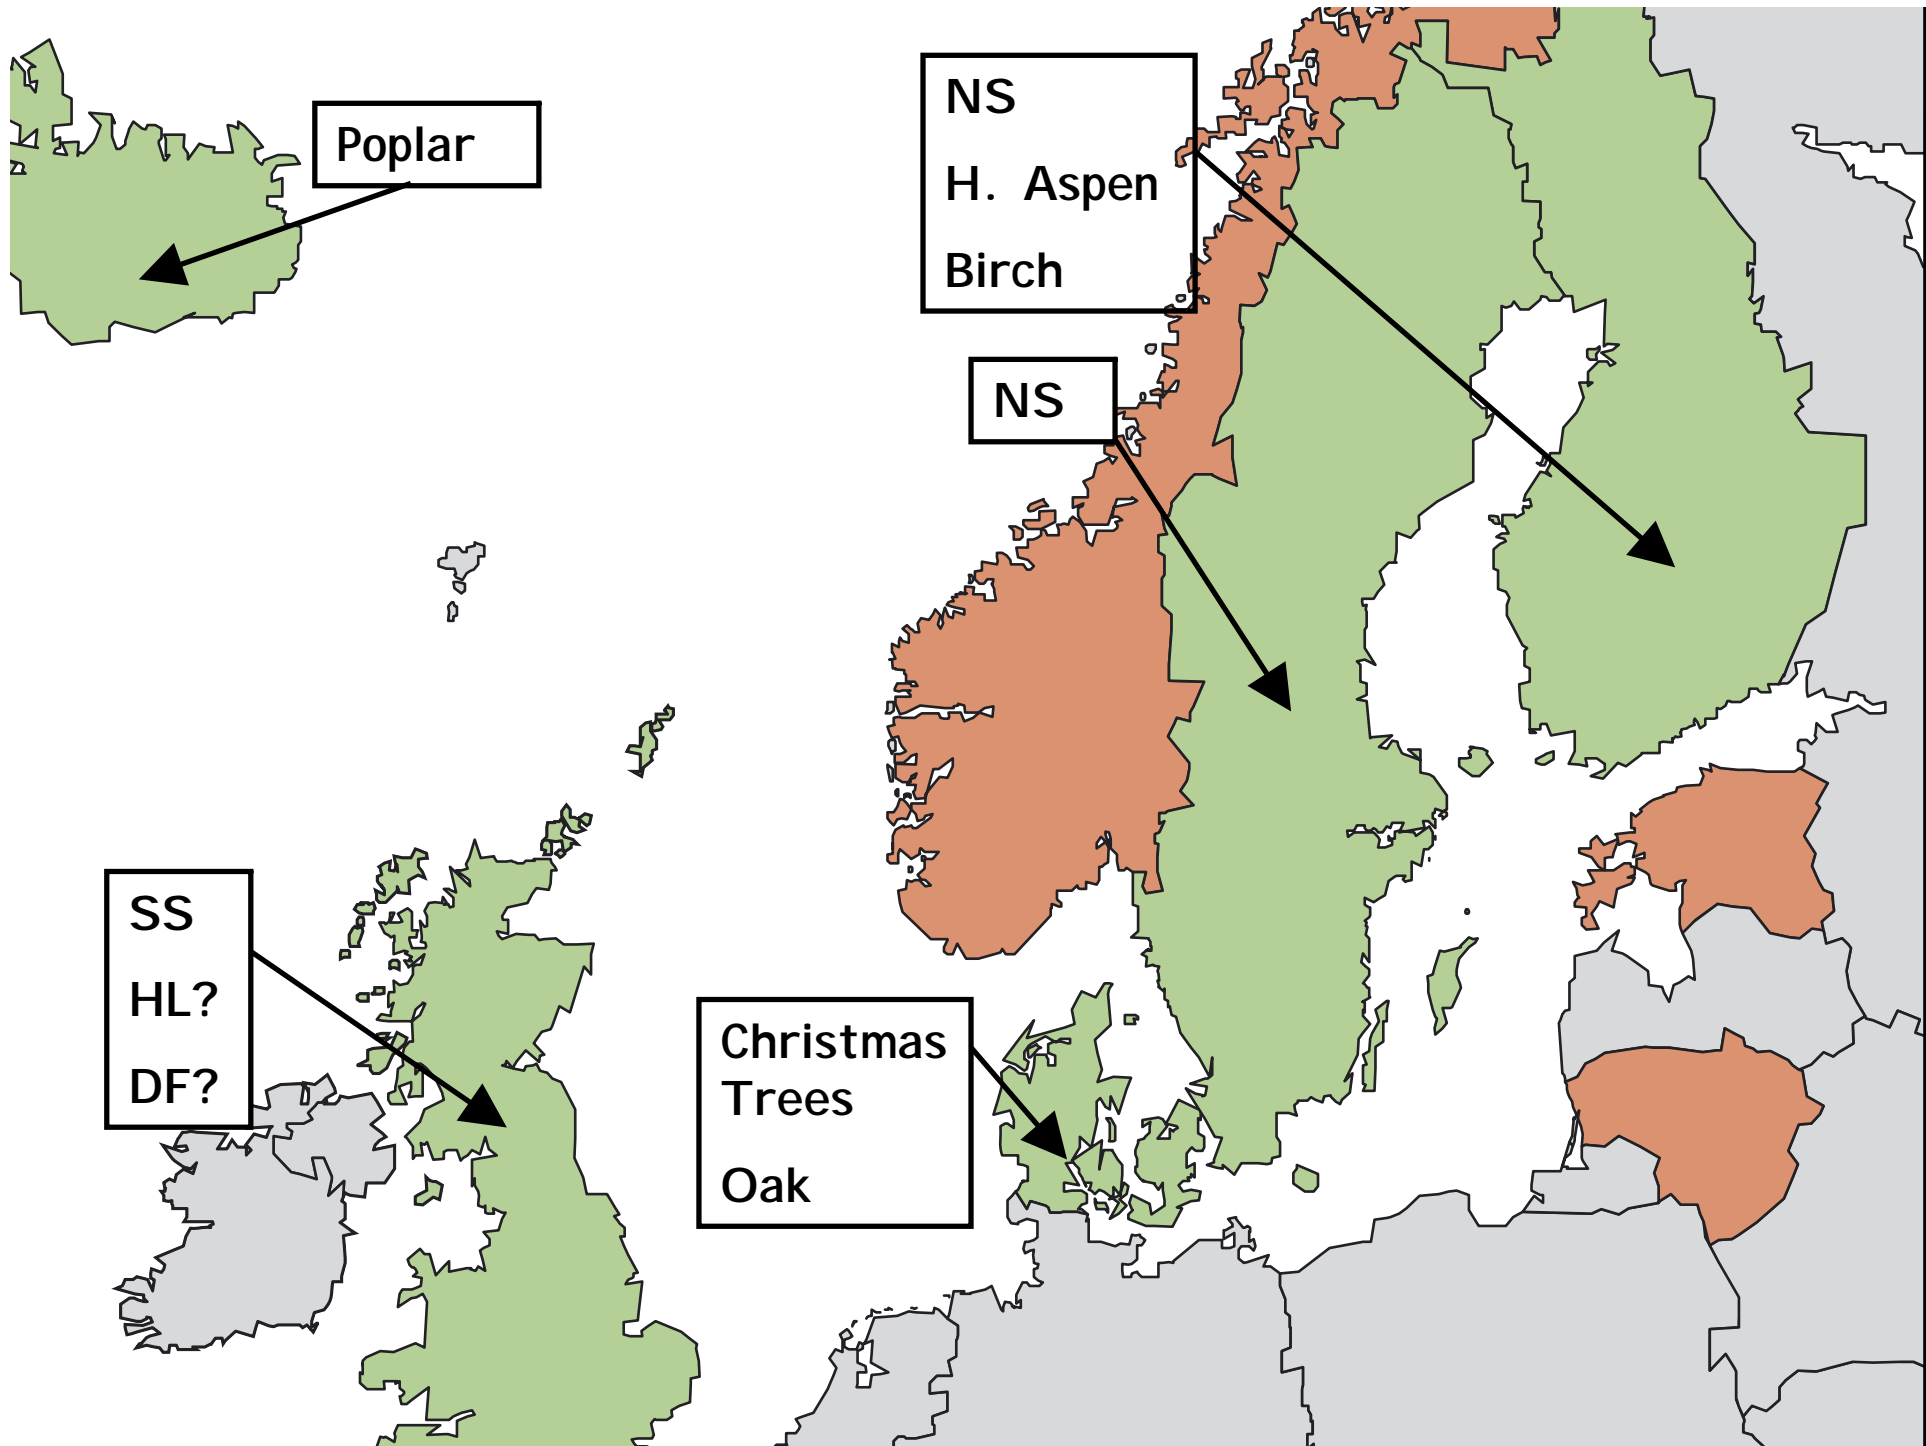 Poplar
NS
H. Aspen
Birch
NS
SS
HL?
DF?
Christmas
Trees
Oak